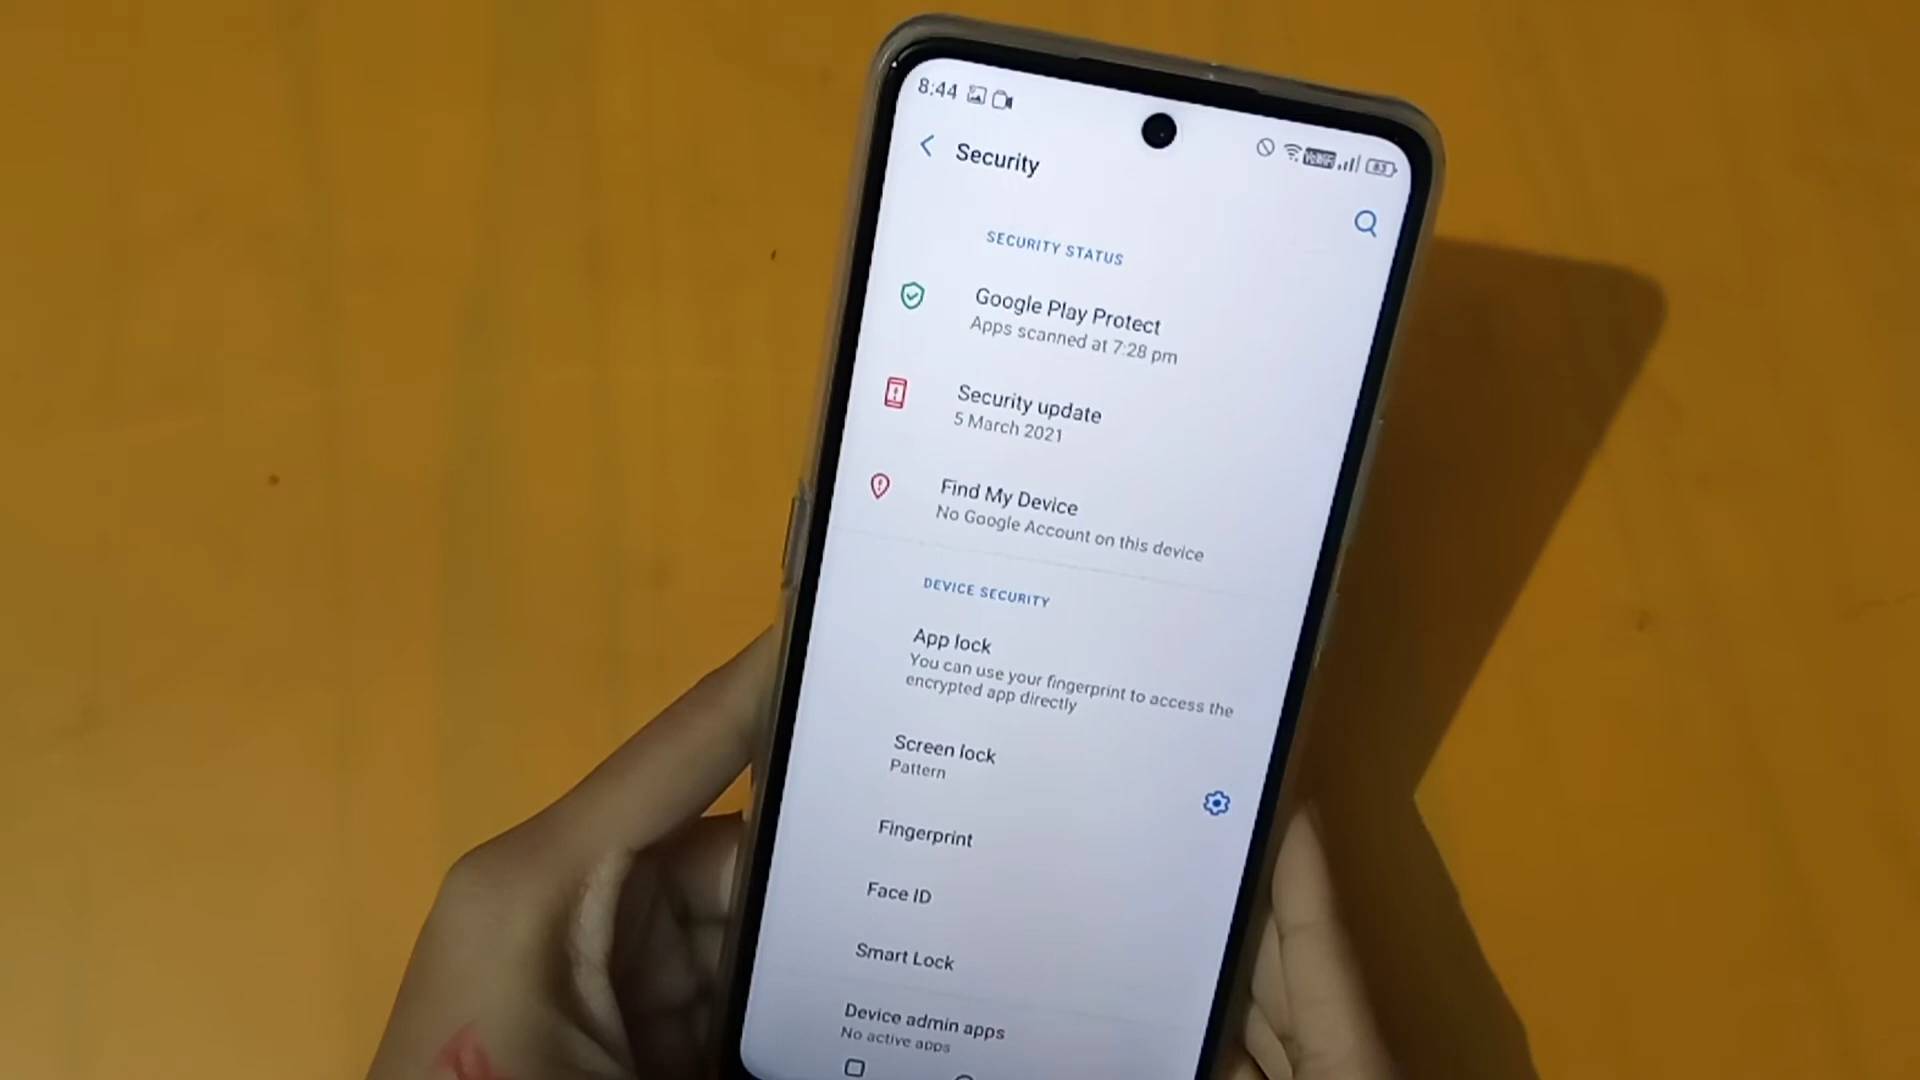 8:44
VoWiFi
83
Security
SECURITY STATUS
Google Play Protect
Apps scanned at 7:28 pm
Security update
5 March 2021
Find My Device
No Google Account on this device
DEVICE SECURITY
App lock
You can use your fingerprint to access the
encrypted app directly
Screen lock
Pattern
Fingerprint
Face ID
Smart Lock
Device admin apps
No active apps